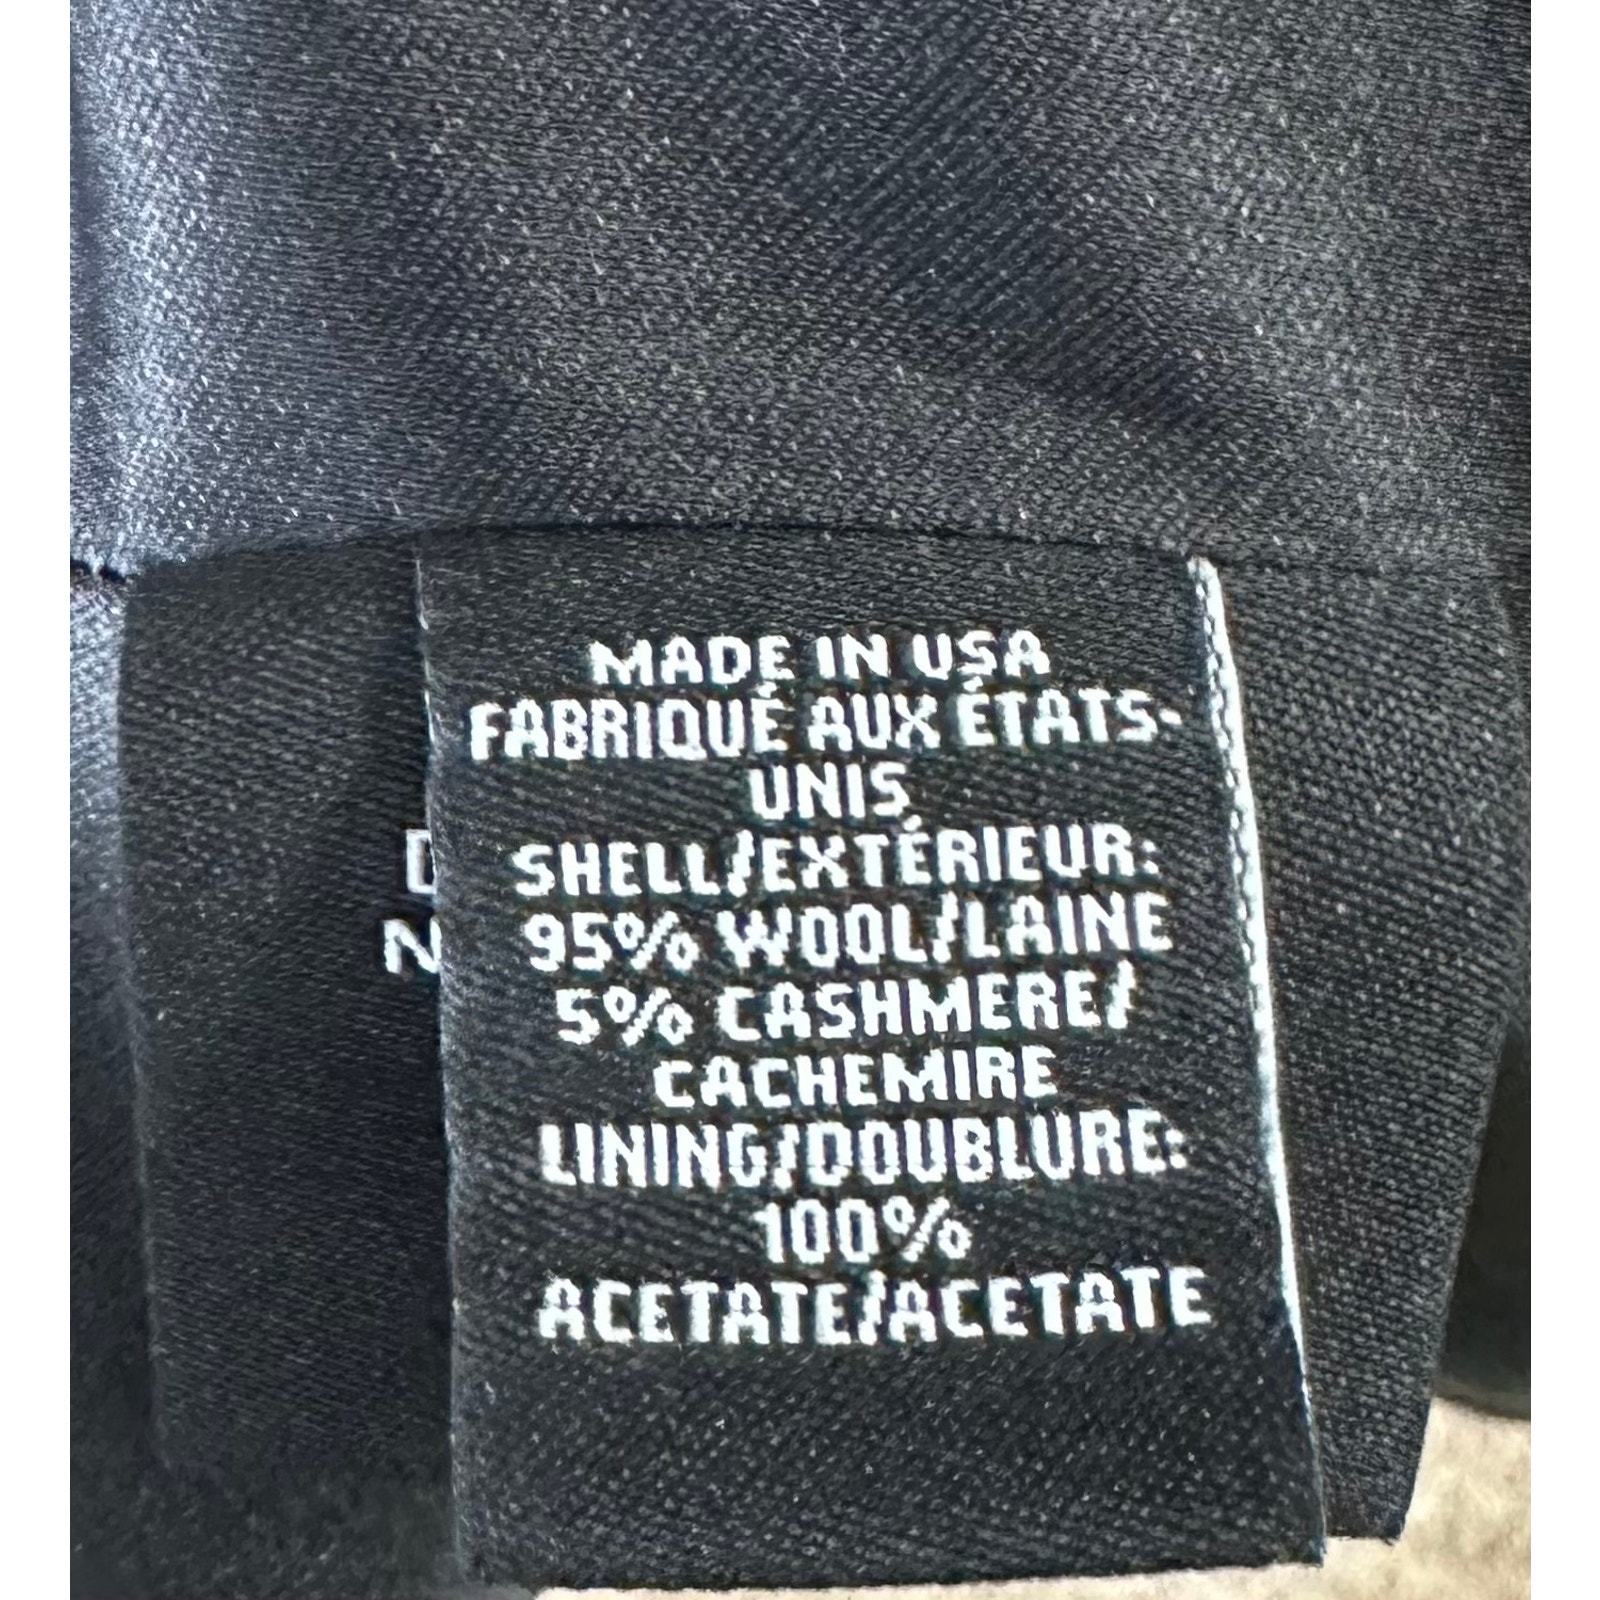 MADE IN USA
FABRIQUÉ AUX ÉTATS-
UNIS
SHELL/EXTÉRIEUR:
95% WOOL/LAINE
5% CASHMERE/
CACHEMIRE
LINING/DOUBLURE:
100%
ACETATE/ACETATE